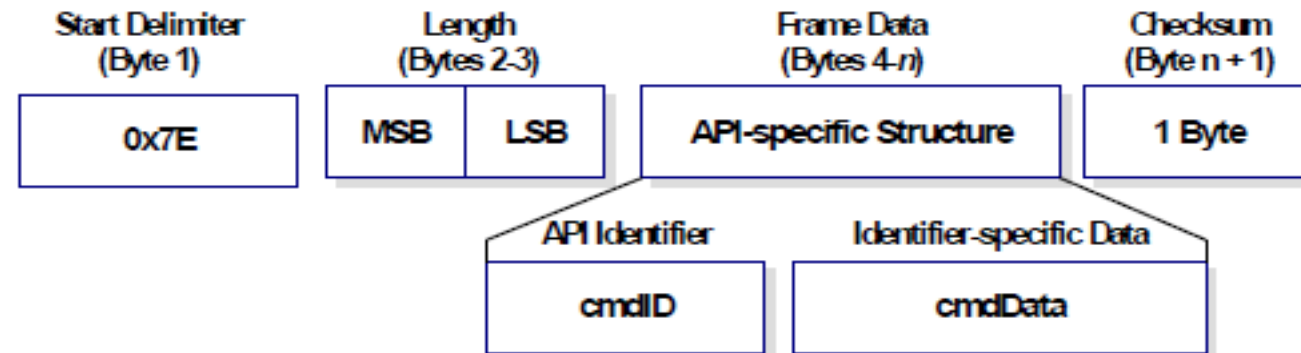 Start Delimiter
(Byte 1)
Length
(Bytes 2-3)
Frame Data
(Bytes 4-n)
Checksum
(Byte n + 1)
0x7E
MSB
LSB
API-specific Structure
1 Byte
API Identifier
Identifier-specific Data
cmdID
cmdData